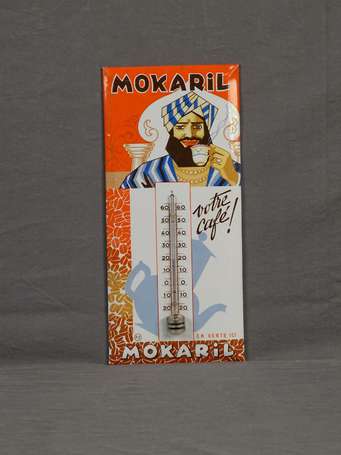 MOKARIL
votre
café!
60 60
50 50
40 40
30 30
20 20
10 10
0 0
10 10
20 20
EN VENTE ICI
MOKARIL